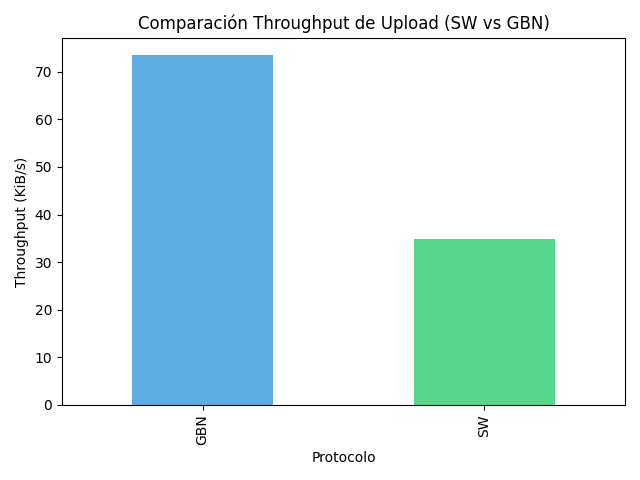 Comparación Throughput de Upload (SW vs GBN)
Throughput (KiB/s)
70
60
50
40
30
20
10
0
GBN
SW
Protocolo